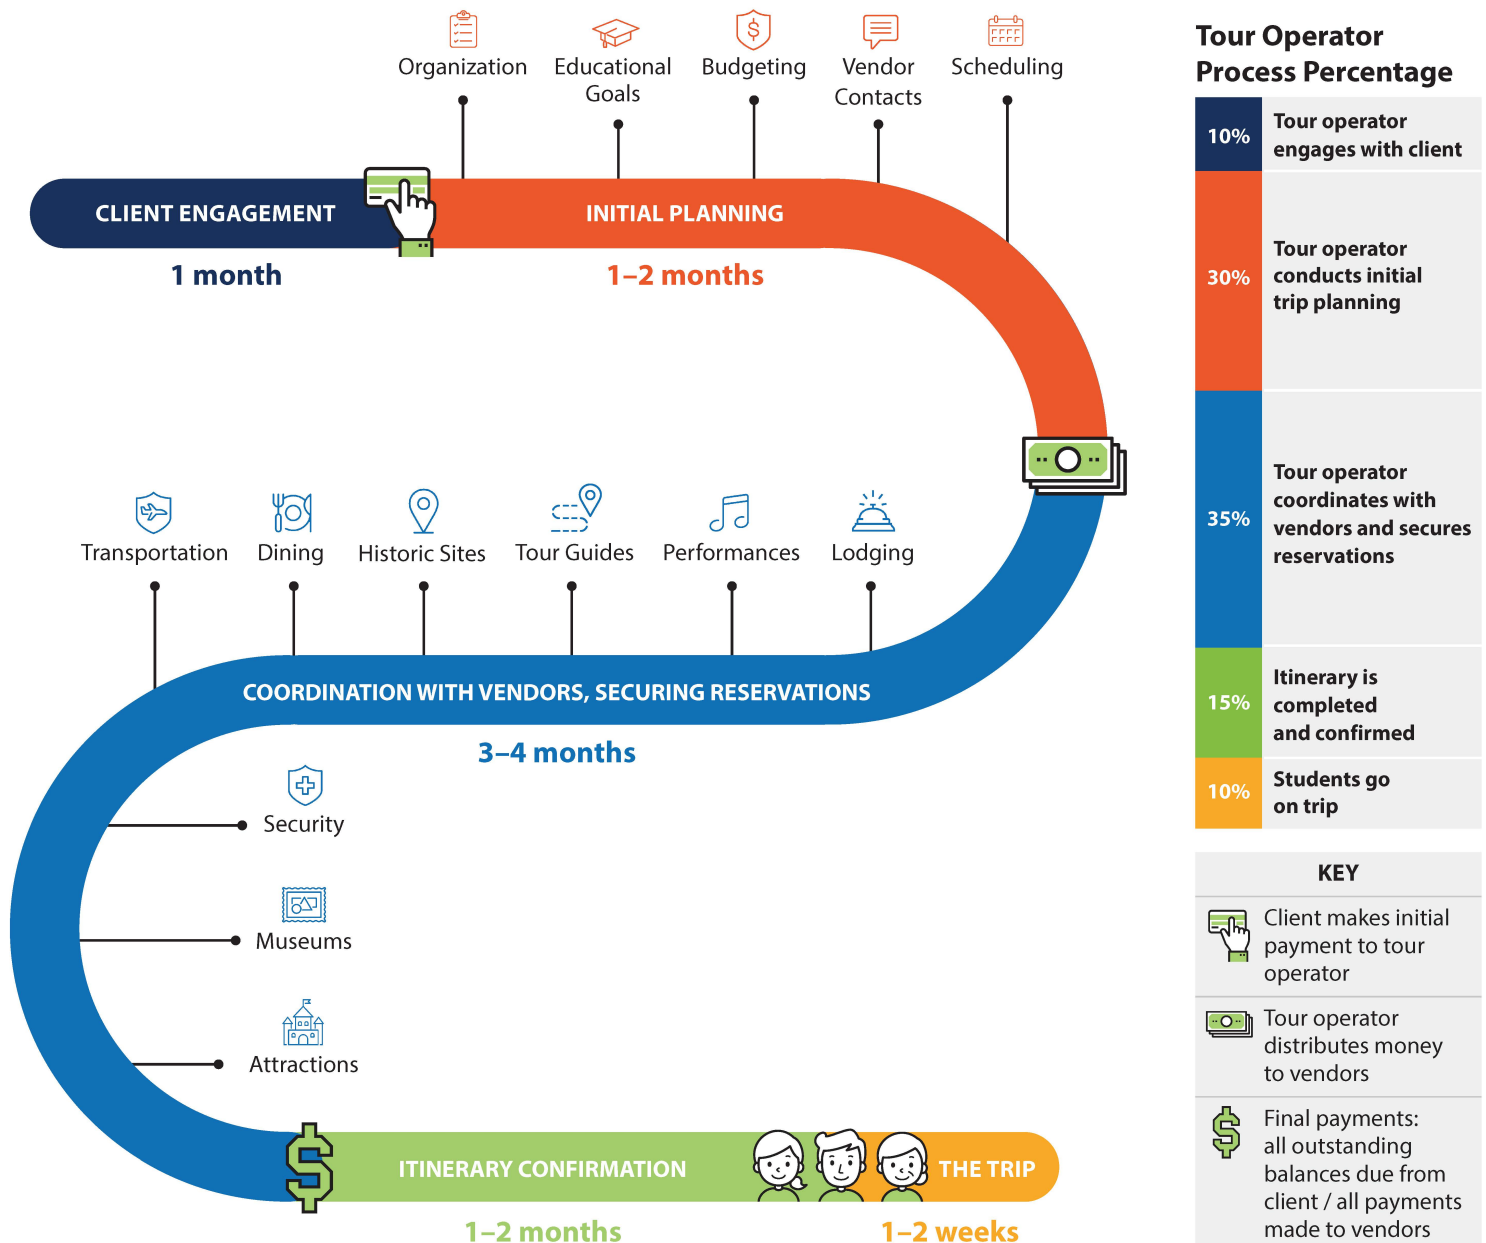 Organization
Educational
Goals
Budgeting
Vendor
Contacts
Scheduling
CLIENT ENGAGEMENT
INITIAL PLANNING
1 month
1–2 months
Transportation
Dining
Historic Sites
Tour Guides
Performances
Lodging
COORDINATION WITH VENDORS, SECURING RESERVATIONS
3–4 months
Security
Museums
Attractions
ITINERARY CONFIRMATION
THE TRIP
1–2 months
1–2 weeks
Tour Operator
Process Percentage
10%
Tour operator
engages with client
30%
Tour operator
conducts initial
trip planning
35%
Tour operator
coordinates with
vendors and secures
reservations
15%
Itinerary is
completed
and confirmed
10%
Students go
on trip
KEY
Client makes initial
payment to tour
operator
Tour operator
distributes money
to vendors
Final payments:
all outstanding
balances due from
client / all payments
made to vendors